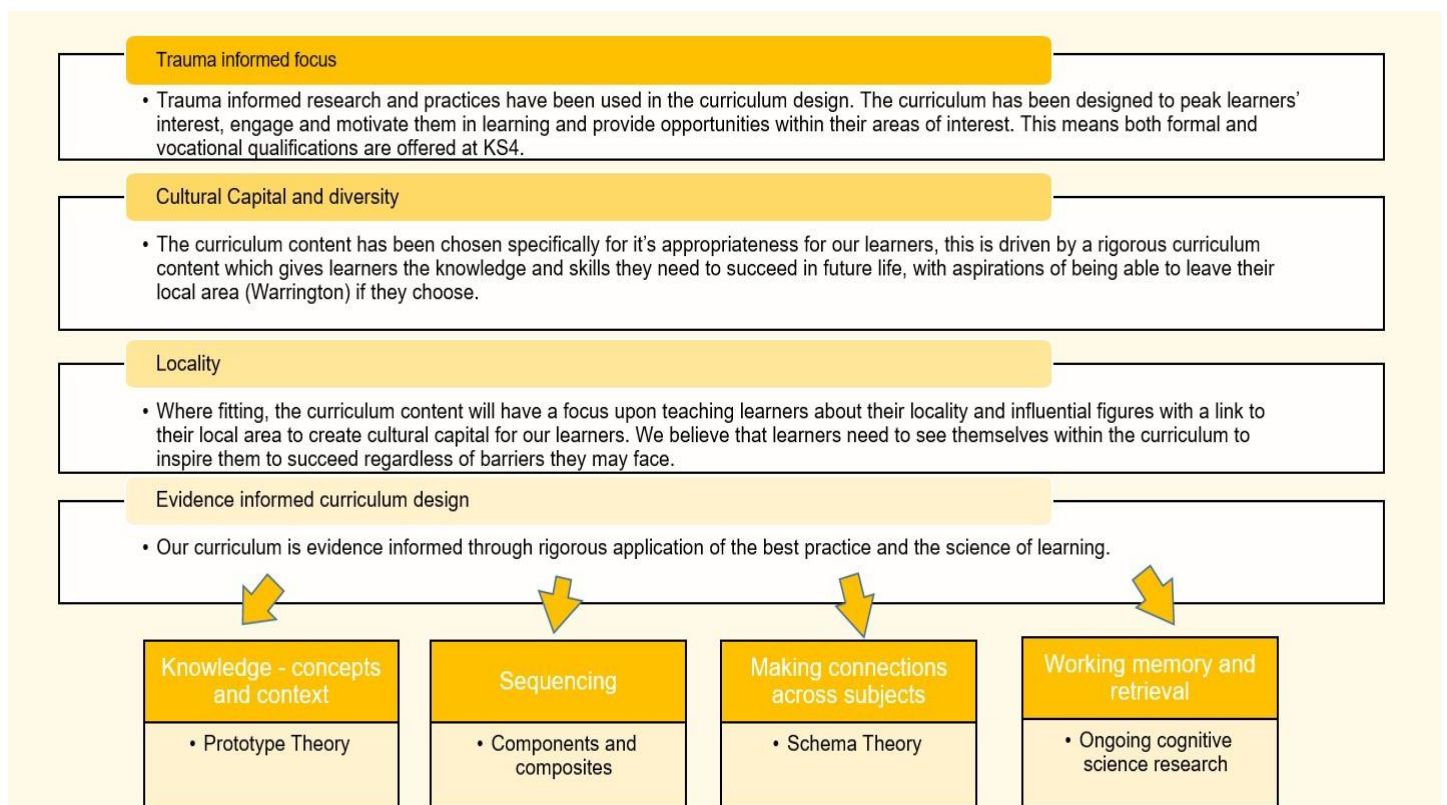 Trauma informed focus
• Trauma informed research and practices have been used in the curriculum design. The curriculum has been designed to peak learners'
interest, engage and motivate them in learning and provide opportunities within their areas of interest. This means both formal and
vocational qualifications are offered at KS4.
Cultural Capital and diversity
• The curriculum content has been chosen specifically for it's appropriateness for our learners, this is driven by a rigorous curriculum
content which gives learners the knowledge and skills they need to succeed in future life, with aspirations of being able to leave their
local area (Warrington) if they choose.
Locality
• Where fitting, the curriculum content will have a focus upon teaching learners about their locality and influential figures with a link to
their local area to create cultural capital for our learners. We believe that learners need to see themselves within the curriculum to
inspire them to succeed regardless of barriers they may face.
Evidence informed curriculum design
• Our curriculum is evidence informed through rigorous application of the best practice and the science of learning.
Knowledge - concepts
and context
• Prototype Theory
Sequencing
• Components and
composites
Making connections
across subjects
• Schema Theory
Working memory and
retrieval
• Ongoing cognitive
science research